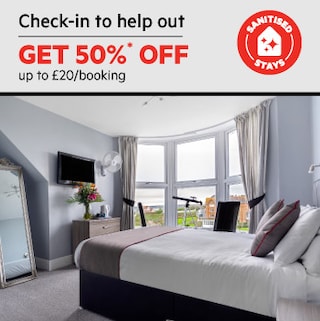 Check-in to help out
GET 50%* OFF
up to £20/booking
SANITISED
STAYS